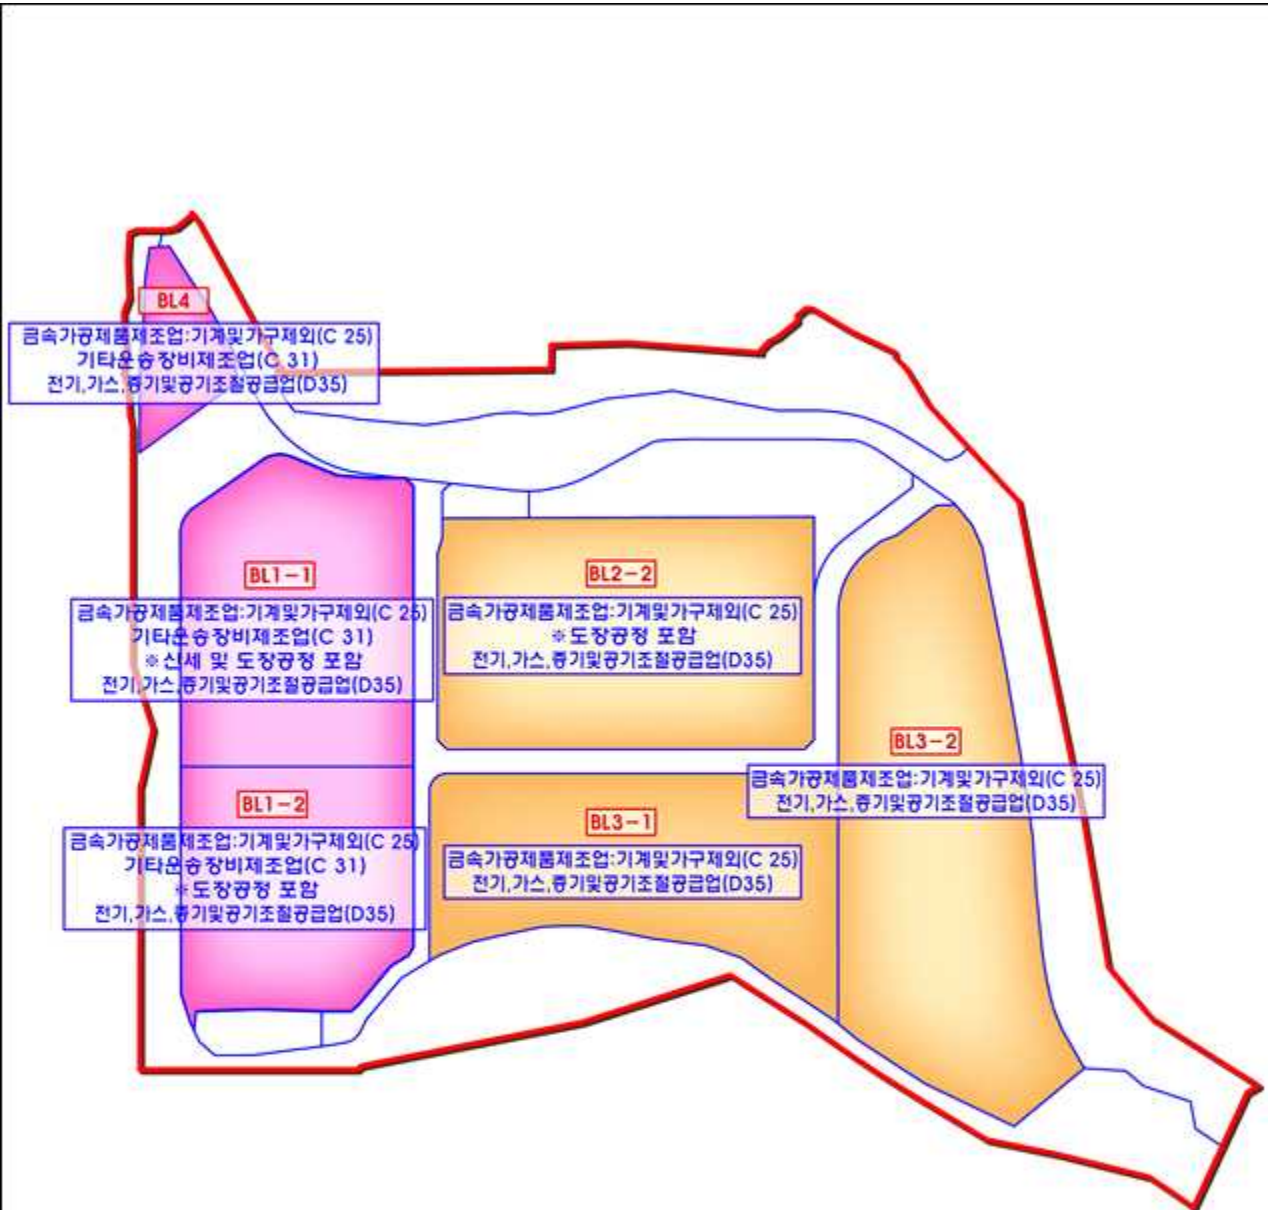 BL4
금속가공제품제조업:기계및가구제외(C 25)
기타운송장비제조업(C 31)
전기,가스,증기및공기조절공급업(D35)
BL1-1
금속가공제품제조업:기계및가구제외(C 25)
기타운송장비제조업(C 31)
※신세 및 도장공정 포함
전기,가스,증기및공기조절공급업(D35)
BL2-2
금속가공제품제조업:기계및가구제외(C 25)
※도장공정 포함
전기,가스,증기및공기조절공급업(D35)
BL3-2
금속가공제품제조업:기계및가구제외(C 25)
전기,가스,증기및공기조절공급업(D35)
BL1-2
금속가공제품제조업:기계및가구제외(C 25)
기타운송장비제조업(C 31)
※도장공정 포함
전기,가스,증기및공기조절공급업(D35)
BL3-1
금속가공제품제조업:기계및가구제외(C 25)
전기,가스,증기및공기조절공급업(D35)